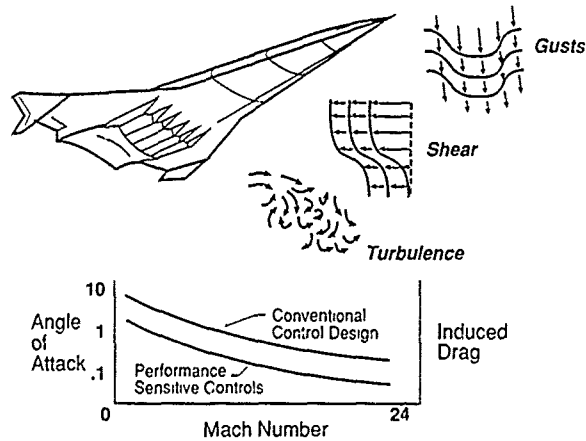 Gusts
Shear
Turbulence
10
1
.1
Angle
of
Attack
Conventional
Control Design
Performance
Sensitive Controls
Induced
Drag
0
24
Mach Number